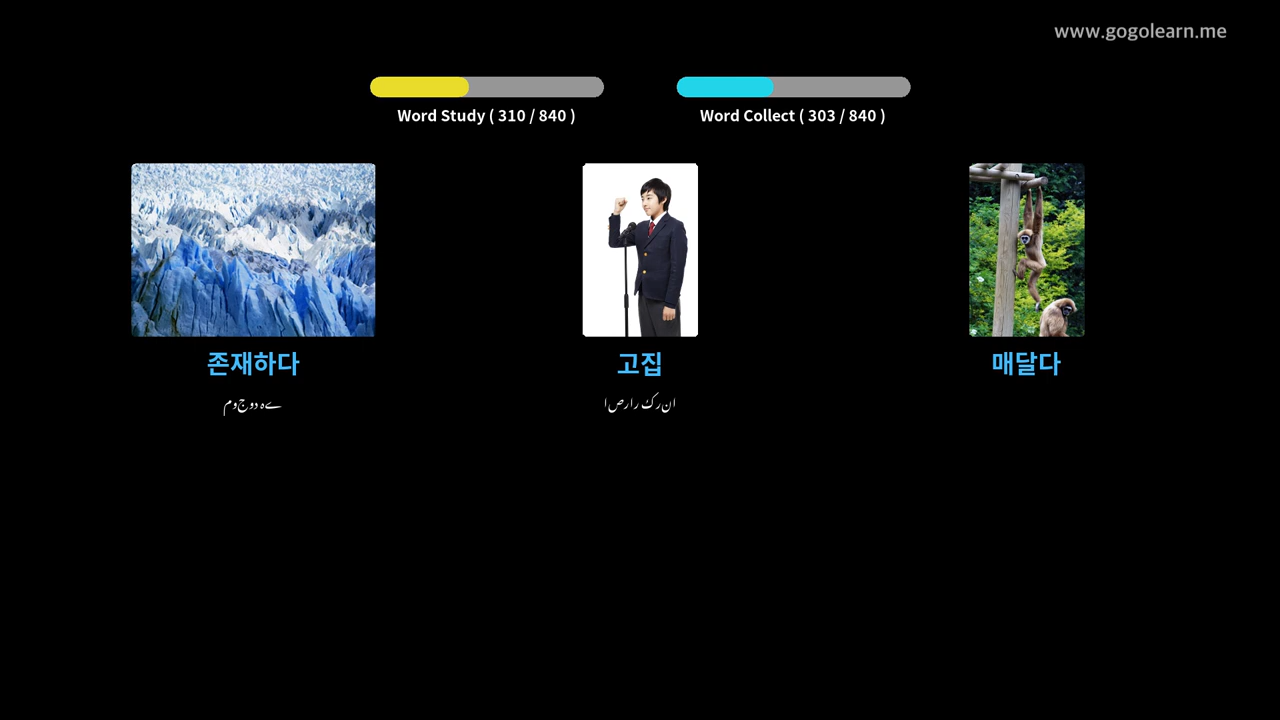 www.gogolearn.me
Word Study ( 310 / 840 )
Word Collect ( 303 / 840 )
존재하다
고집
매달다
موجود ہے
اصرار کرنا